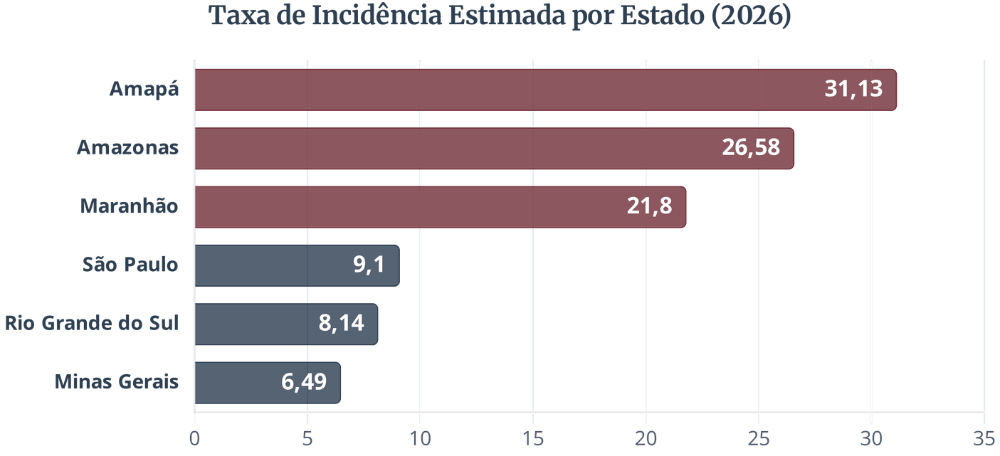 Taxa de Incidência Estimada por Estado (2026)
Amapá 31,13
Amazonas 26,58
Maranhão 21,8
São Paulo 9,1
Rio Grande do Sul 8,14
Minas Gerais 6,49
0 5 10 15 20 25 30 35